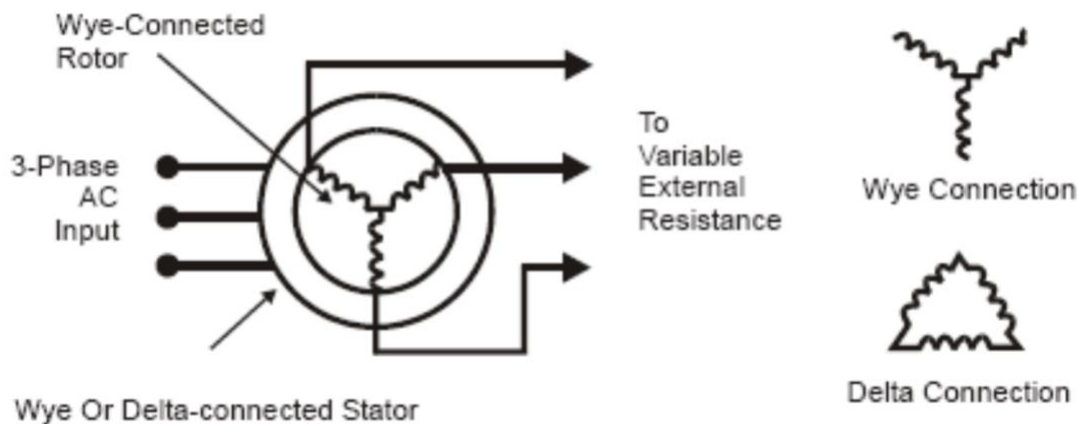 Wye-Connected
Rotor
3-Phase
AC
Input
To
Variable
External
Resistance
Wye Connection
Delta Connection
Wye Or Delta-connected Stator